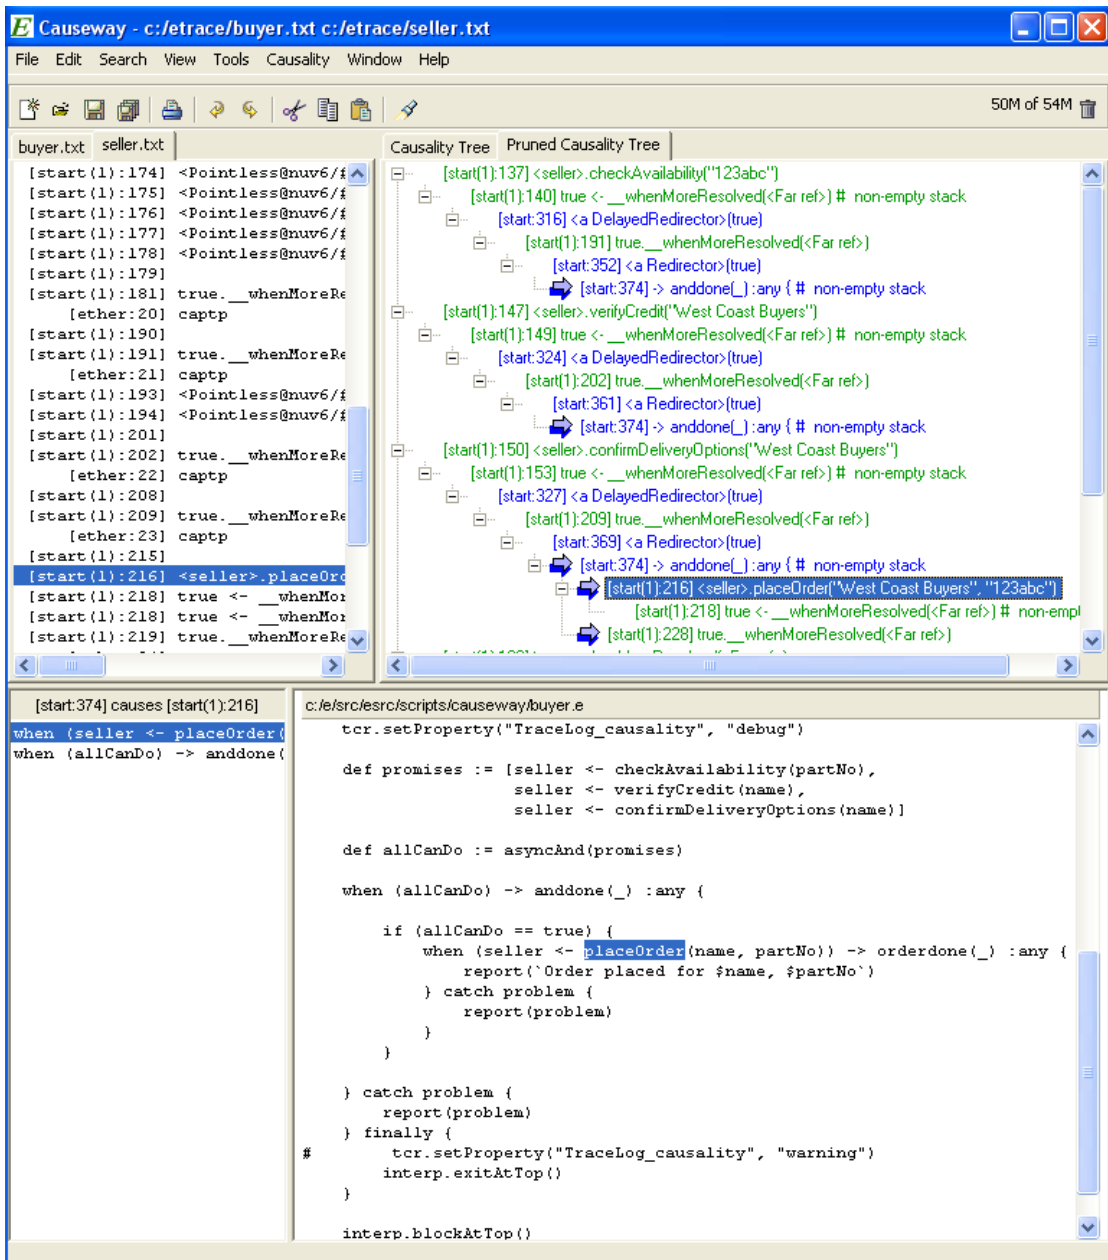 Causeway - c:/etrace/buyer.txt c:/etrace/seller.txt
File Edit Search View Tools Causality Window Help
50M of 54M
buyer.txt seller.txt
[start(1):174] <Pointless@nuv6/f
[start(1):175] <Pointless@nuv6/f
[start(1):176] <Pointless@nuv6/f
[start(1):177] <Pointless@nuv6/f
[start(1):178] <Pointless@nuv6/f
[start(1):179]
[start(1):181] true.__whenMoreRe
[ether:20] captp
[start(1):190]
[start(1):191] true.__whenMoreRe
[ether:21] captp
[start(1):193] <Pointless@nuv6/f
[start(1):194] <Pointless@nuv6/f
[start(1):201]
[start(1):202] true.__whenMoreRe
[ether:22] captp
[start(1):208]
[start(1):209] true.__whenMoreRe
[ether:23] captp
[start(1):215]
[start(1):216] <seller>.placeOrd
[start(1):218] true <- __whenMor
[start(1):218] true <- __whenMor
[start(1):219] true.__whenMoreRe
Causality Tree Pruned Causality Tree
[start(1):137] <seller>.checkAvailability("123abc")
[start(1):140] true <- __whenMoreResolved(<Far ref>) # non-empty stack
[start:316] <a DelayedRedirector>(true)
[start(1):191] true.__whenMoreResolved(<Far ref>)
[start:352] <a Redirector>(true)
[start:374] -> anddone(_) :any { # non-empty stack
[start(1):147] <seller>.verifyCredit("West Coast Buyers")
[start(1):149] true <- __whenMoreResolved(<Far ref>) # non-empty stack
[start:324] <a DelayedRedirector>(true)
[start(1):202] true.__whenMoreResolved(<Far ref>)
[start:361] <a Redirector>(true)
[start:374] -> anddone(_) :any { # non-empty stack
[start(1):150] <seller>.confirmDeliveryOptions("West Coast Buyers")
[start(1):153] true <- __whenMoreResolved(<Far ref>) # non-empty stack
[start:327] <a DelayedRedirector>(true)
[start(1):209] true.__whenMoreResolved(<Far ref>)
[start:369] <a Redirector>(true)
[start:374] -> anddone(_) :any { # non-empty stack
[start(1):216] <seller>.placeOrder("West Coast Buyers", "123abc")
[start(1):218] true <- __whenMoreResolved(<Far ref>) # non-empl
[start(1):228] true.__whenMoreResolved(<Far ref>)
[start:374] causes [start(1):216]
when (seller <- placeOrder(
when (allCanDo) -> anddone(
c:/e/src/esrc/scripts/causeway/buyer.e
tcr.setProperty("TraceLog_causality", "debug")
def promises := [seller <- checkAvailability(partNo),
seller <- verifyCredit(name),
seller <- confirmDeliveryOptions(name)]
def allCanDo := asyncAnd(promises)
when (allCanDo) -> anddone(_) :any {
if (allCanDo == true) {
when (seller <- placeOrder(name, partNo)) -> orderdone(_) :any {
report(`Order placed for $name, $partNo`)
} catch problem {
report(problem)
}
}
} catch problem {
report(problem)
} finally {
# tcr.setProperty("TraceLog_causality", "warning")
interp.exitAtTop()
}
interp.blockAtTop()